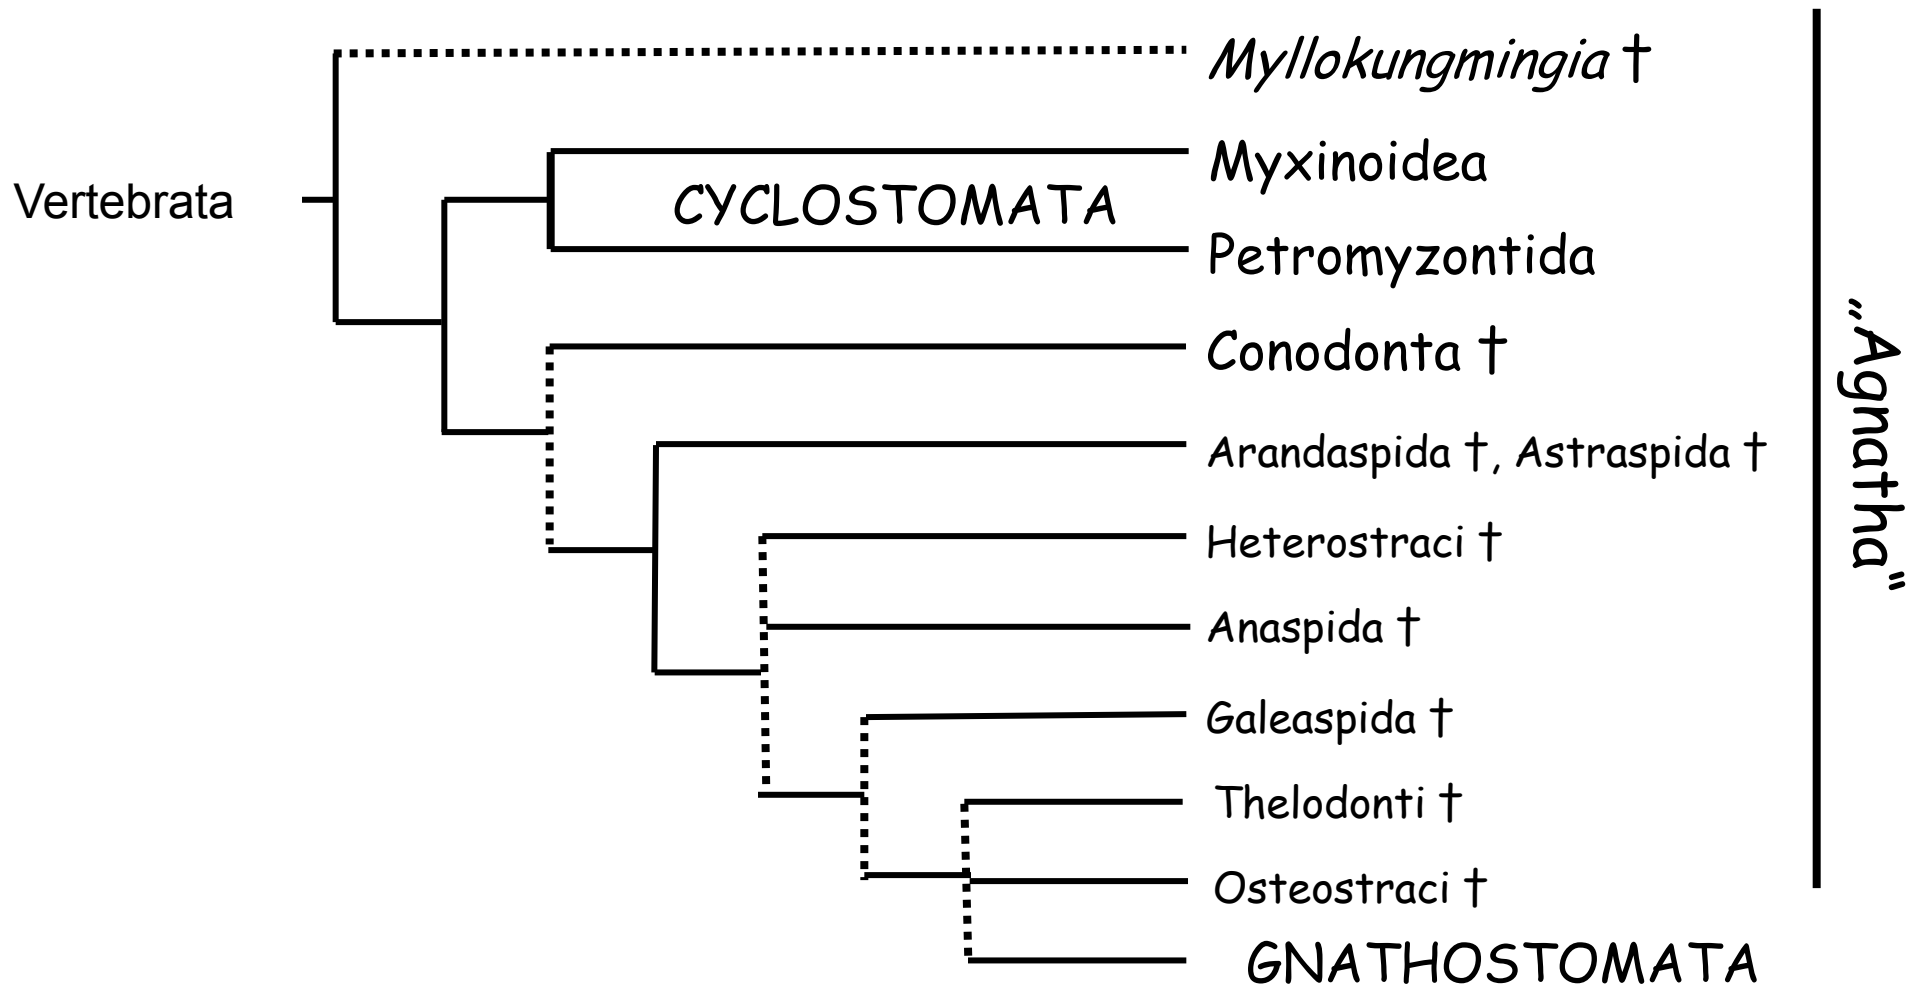 Myllokungmingia †
Myxinoidea
Vertebrata
CYCLOSTOMATA
Petromyzontida
Conodonta †
Arandaspida †, Astraspida †
Heterostraci †
Anaspida †
Galeaspida †
Thelodonti †
Osteostraci †
GNATHOSTOMATA
„Agnatha“